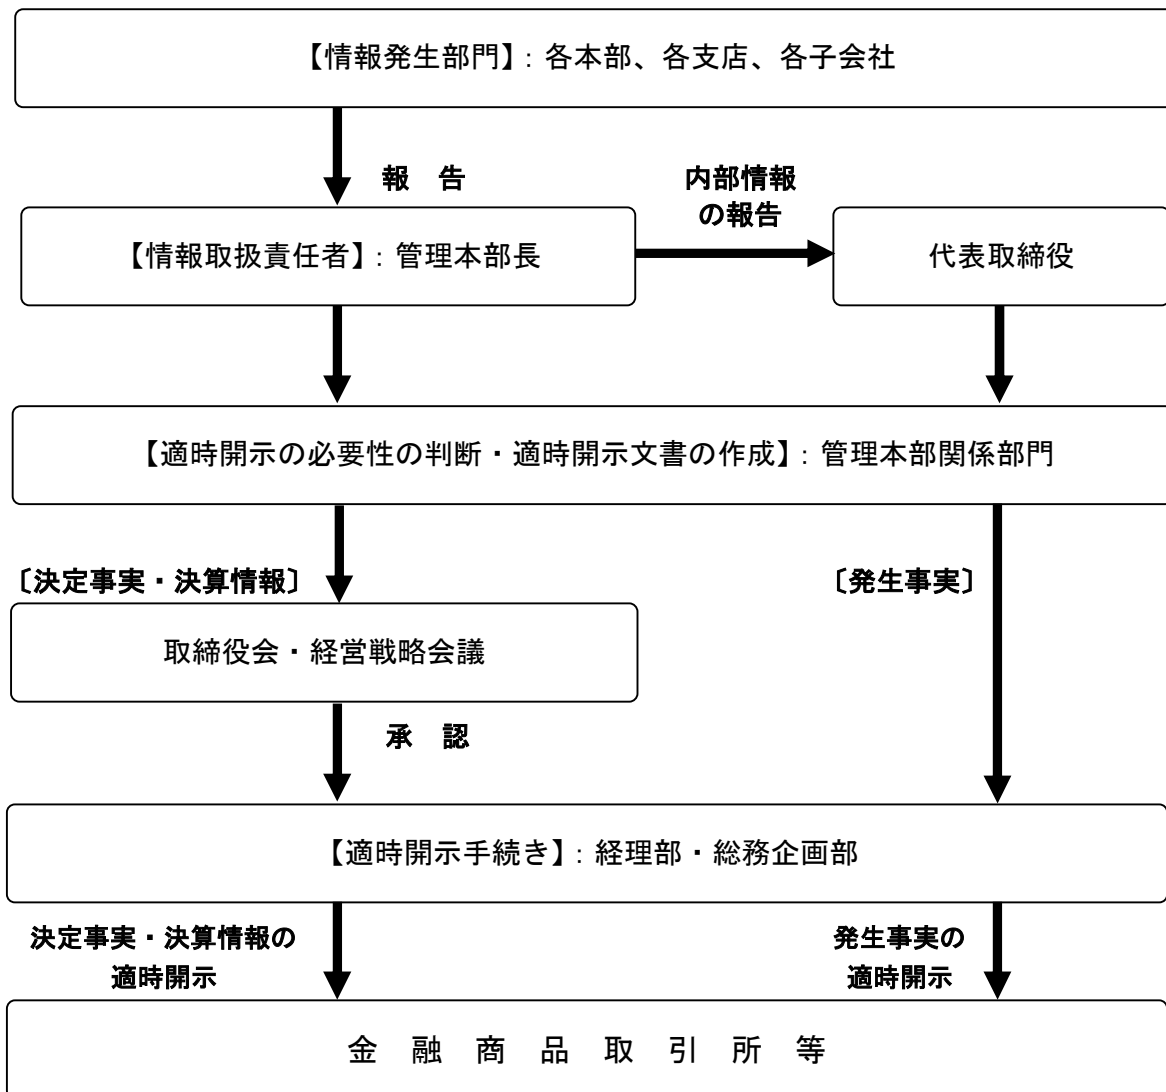 【情報発生部門】：各本部、各支店、各子会社
報　告
内部情報
の報告
【情報取扱責任者】：管理本部長
代表取締役
【適時開示の必要性の判断・適時開示文書の作成】：管理本部関係部門
〔決定事実・決算情報〕
〔発生事実〕
取締役会・経営戦略会議
承　認
【適時開示手続き】：経理部・総務企画部
決定事実・決算情報の
適時開示
発生事実の
適時開示
金　融　商　品　取　引　所　等